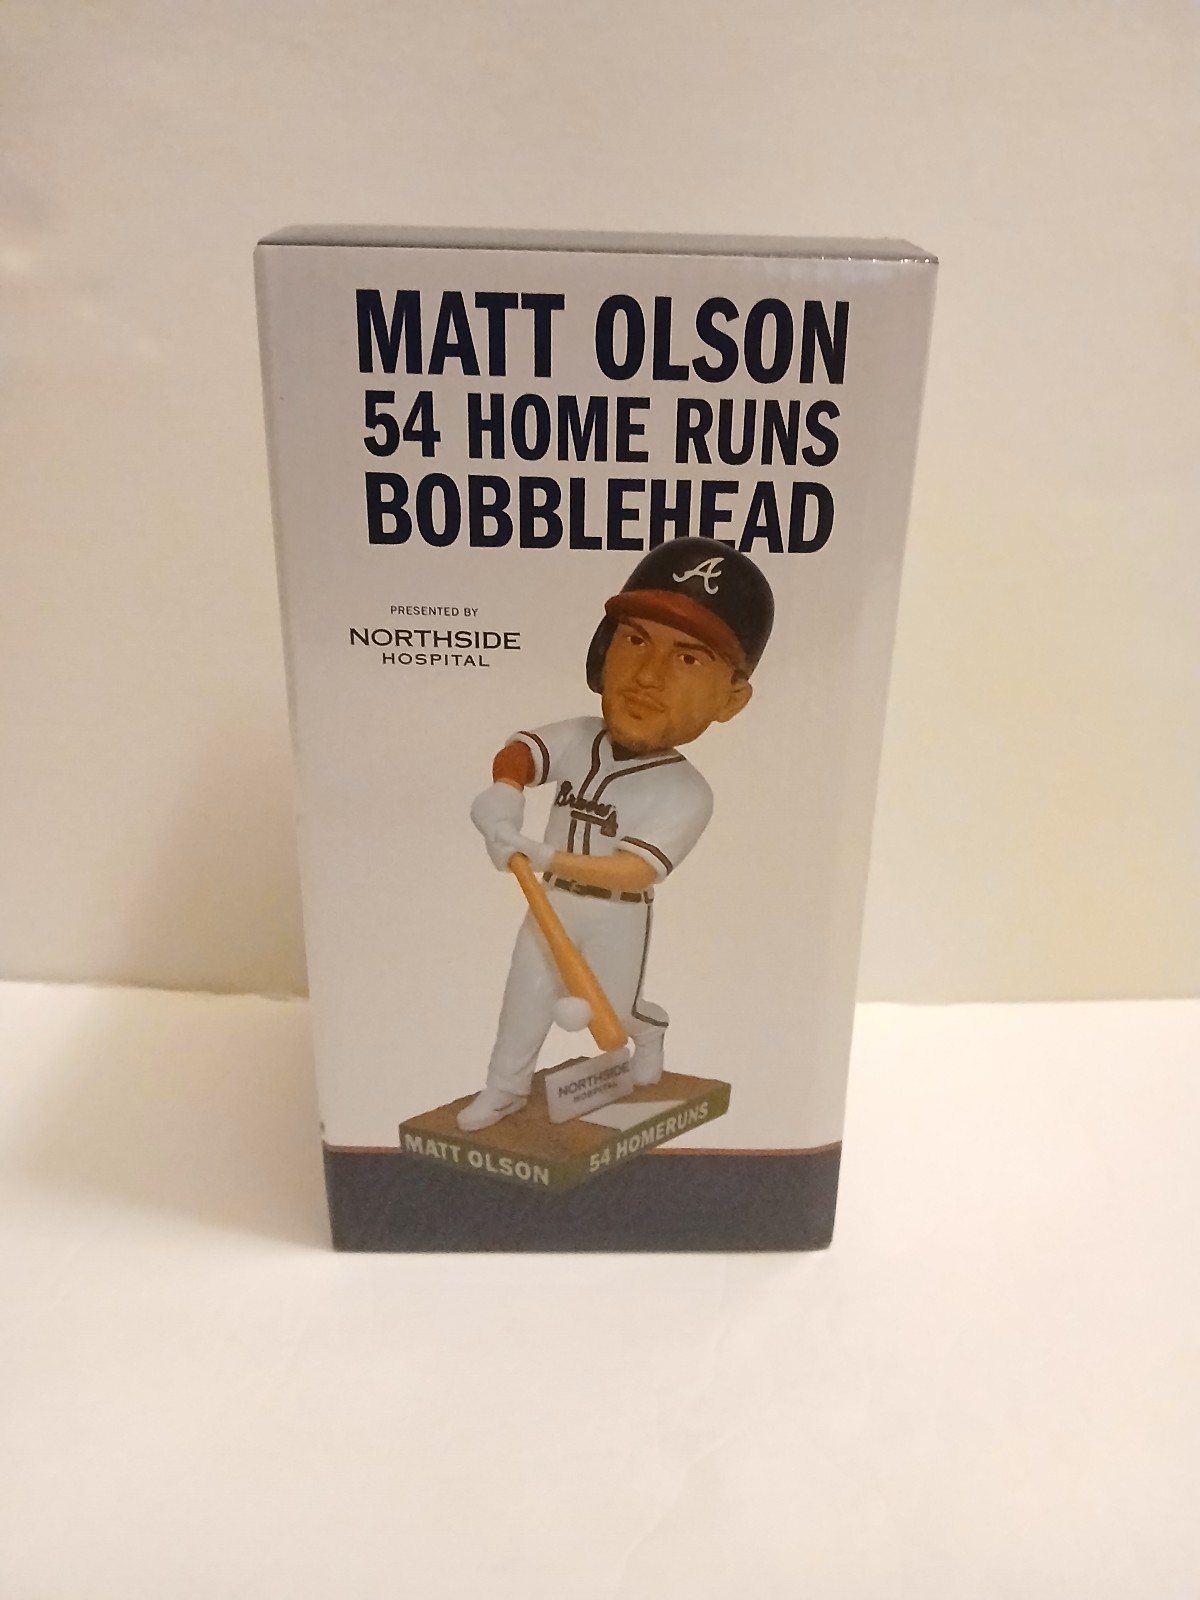 MATT OLSON
54 HOME RUNS
BOBBLEHEAD
PRESENTED BY
NORTHSIDE
HOSPITAL
A
Braves
NORTHSIDE
HOSPITAL
MATT OLSON
54 HOMERUNS